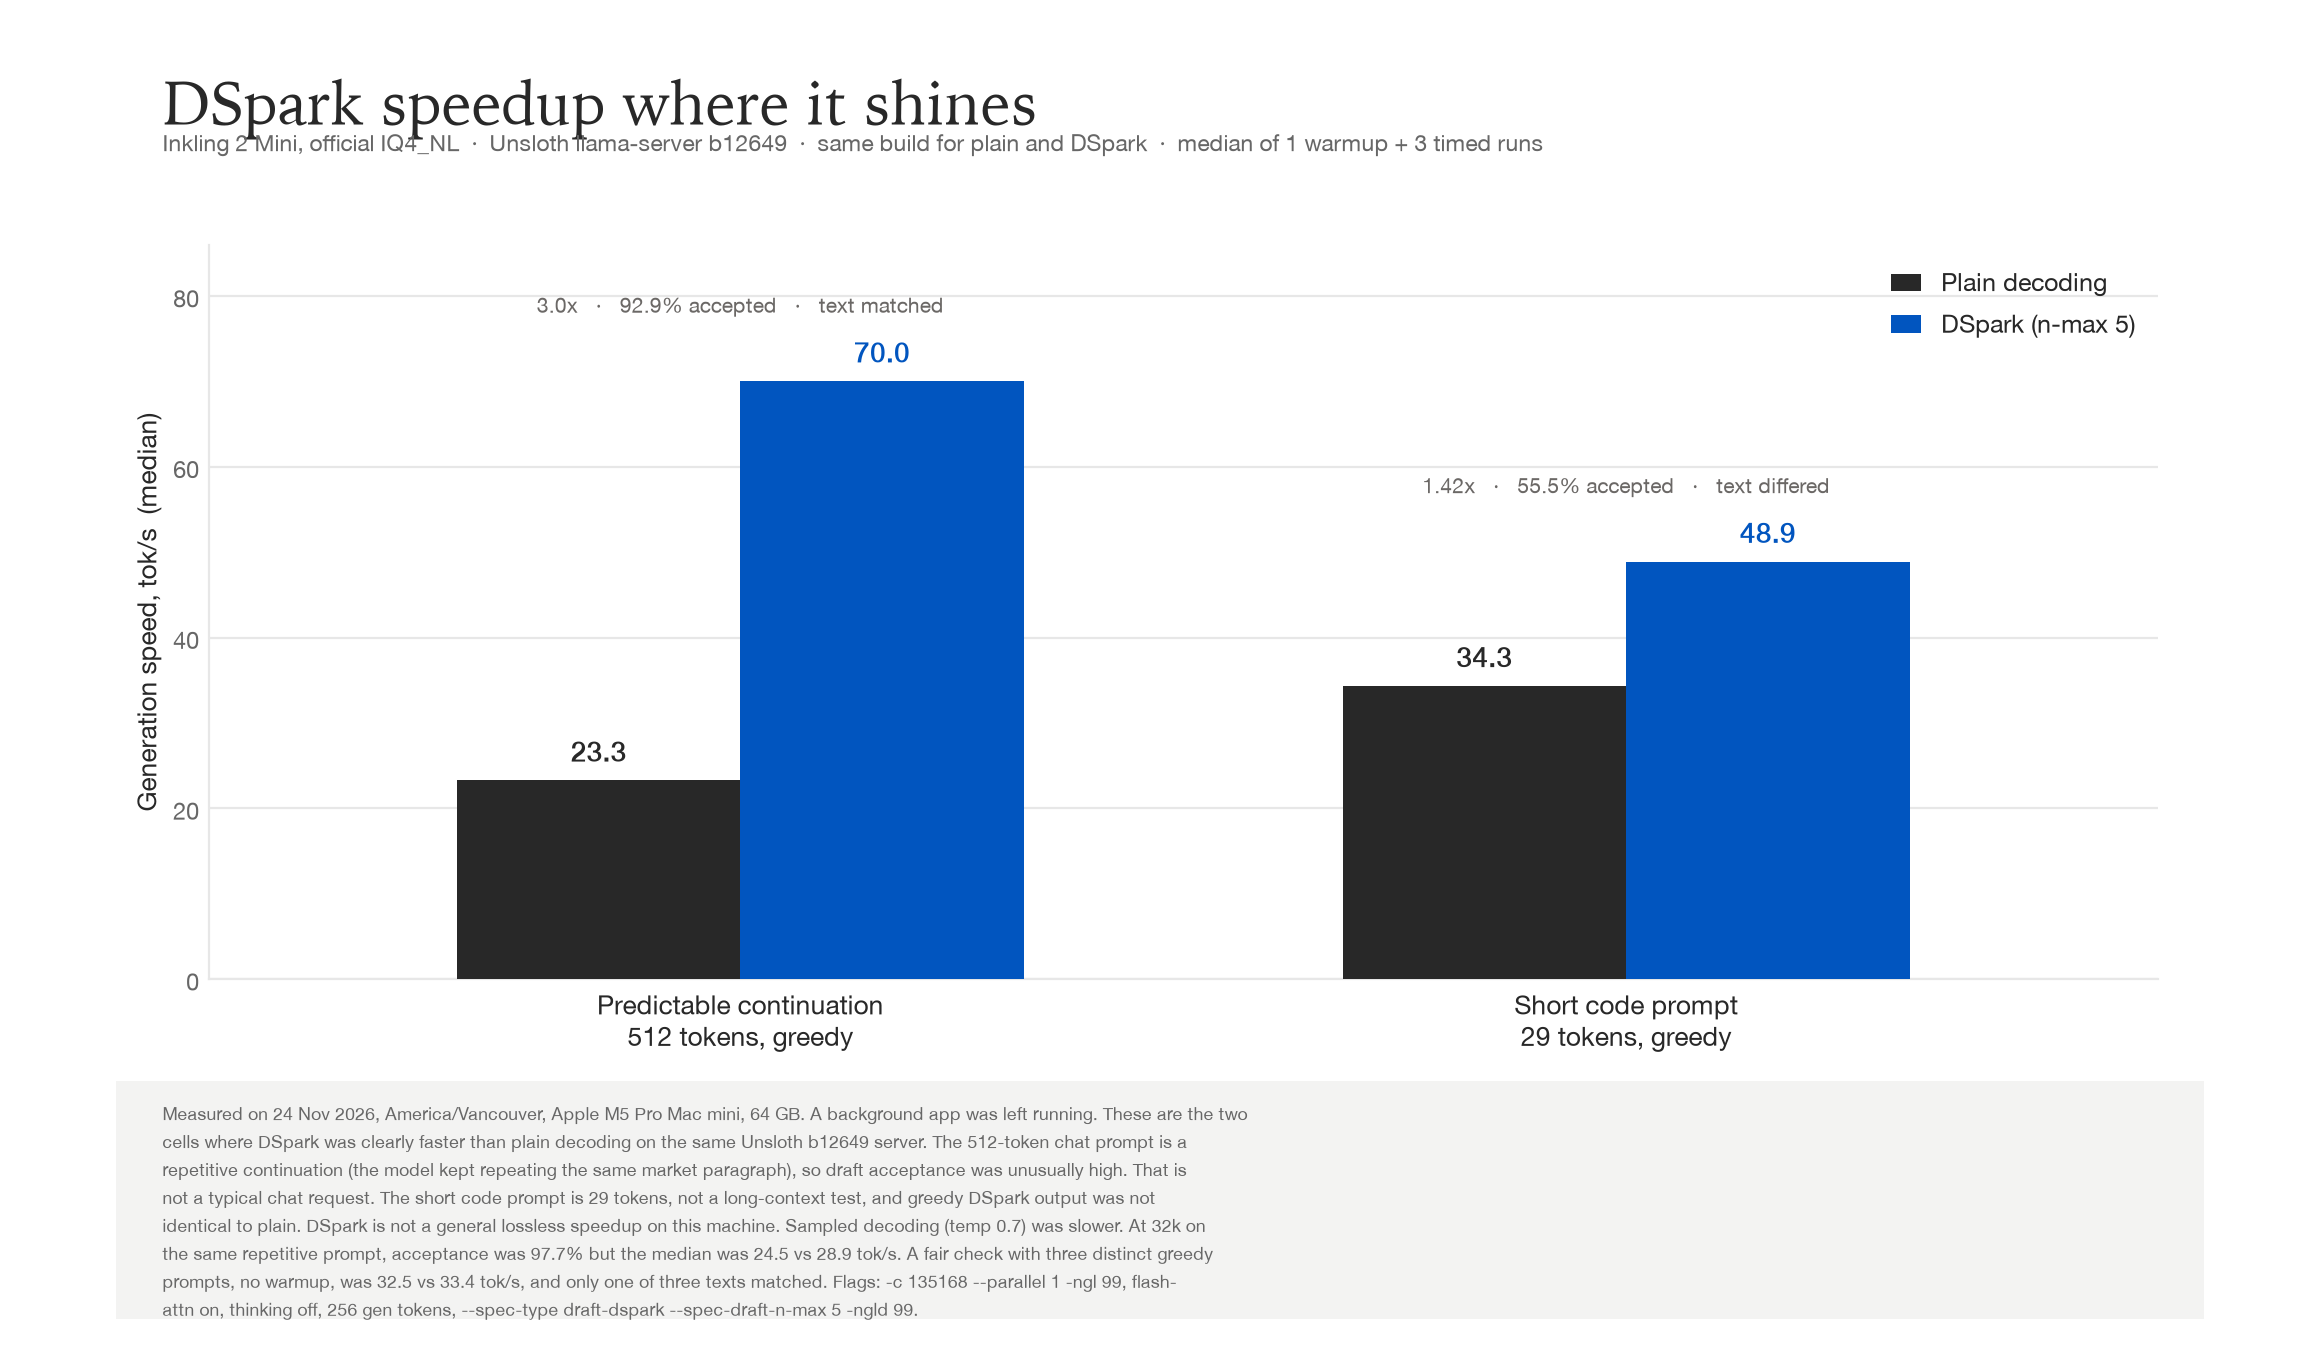 DSpark speedup where it shines
Inkling 2 Mini, official IQ4_NL · Unsloth llama-server b12649 · same build for plain and DSpark · median of 1 warmup + 3 timed runs
Plain decoding
DSpark (n-max 5)
Generation speed, tok/s (median)
80
60
40
20
0
3.0x · 92.9% accepted · text matched
70.0
23.3
1.42x · 55.5% accepted · text differed
48.9
34.3
Predictable continuation
512 tokens, greedy
Short code prompt
29 tokens, greedy
Measured on 24 Nov 2026, America/Vancouver, Apple M5 Pro Mac mini, 64 GB. A background app was left running. These are the two
cells where DSpark was clearly faster than plain decoding on the same Unsloth b12649 server. The 512-token chat prompt is a
repetitive continuation (the model kept repeating the same market paragraph), so draft acceptance was unusually high. That is
not a typical chat request. The short code prompt is 29 tokens, not a long-context test, and greedy DSpark output was not
identical to plain. DSpark is not a general lossless speedup on this machine. Sampled decoding (temp 0.7) was slower. At 32k on
the same repetitive prompt, acceptance was 97.7% but the median was 24.5 vs 28.9 tok/s. A fair check with three distinct greedy
prompts, no warmup, was 32.5 vs 33.4 tok/s, and only one of three texts matched. Flags: -c 135168 --parallel 1 -ngl 99, flash-
attn on, thinking off, 256 gen tokens, --spec-type draft-dspark --spec-draft-n-max 5 -ngld 99.